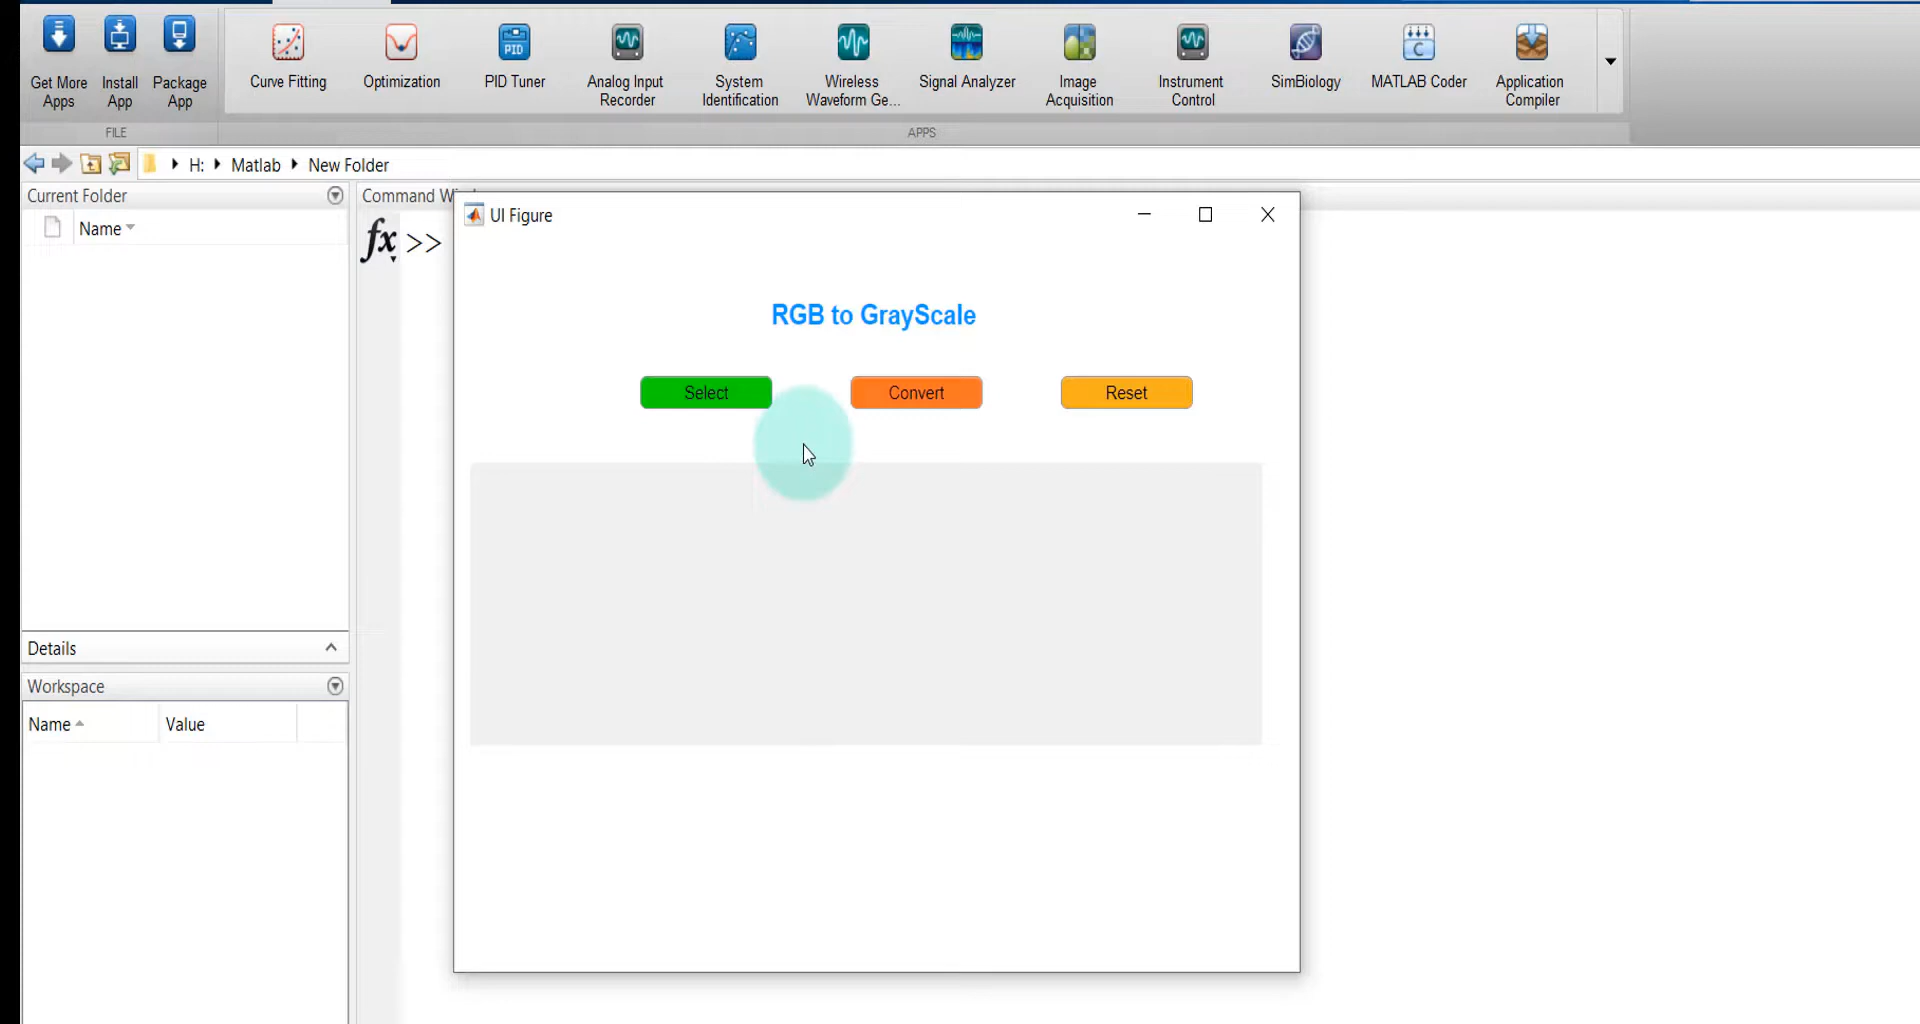 Get More Apps
Install App
Package App
Curve Fitting
Optimization
PID
PID Tuner
Analog Input Recorder
System Identification
Wireless Waveform Ge...
Signal Analyzer
Image Acquisition
Instrument Control
SimBiology
C
MATLAB Coder
Application Compiler
FILE
APPS
H: Matlab New Folder
Current Folder
Name
Command W
fx >>
UI Figure
RGB to GrayScale
Select
Convert
Reset
Details
Workspace
Name Value